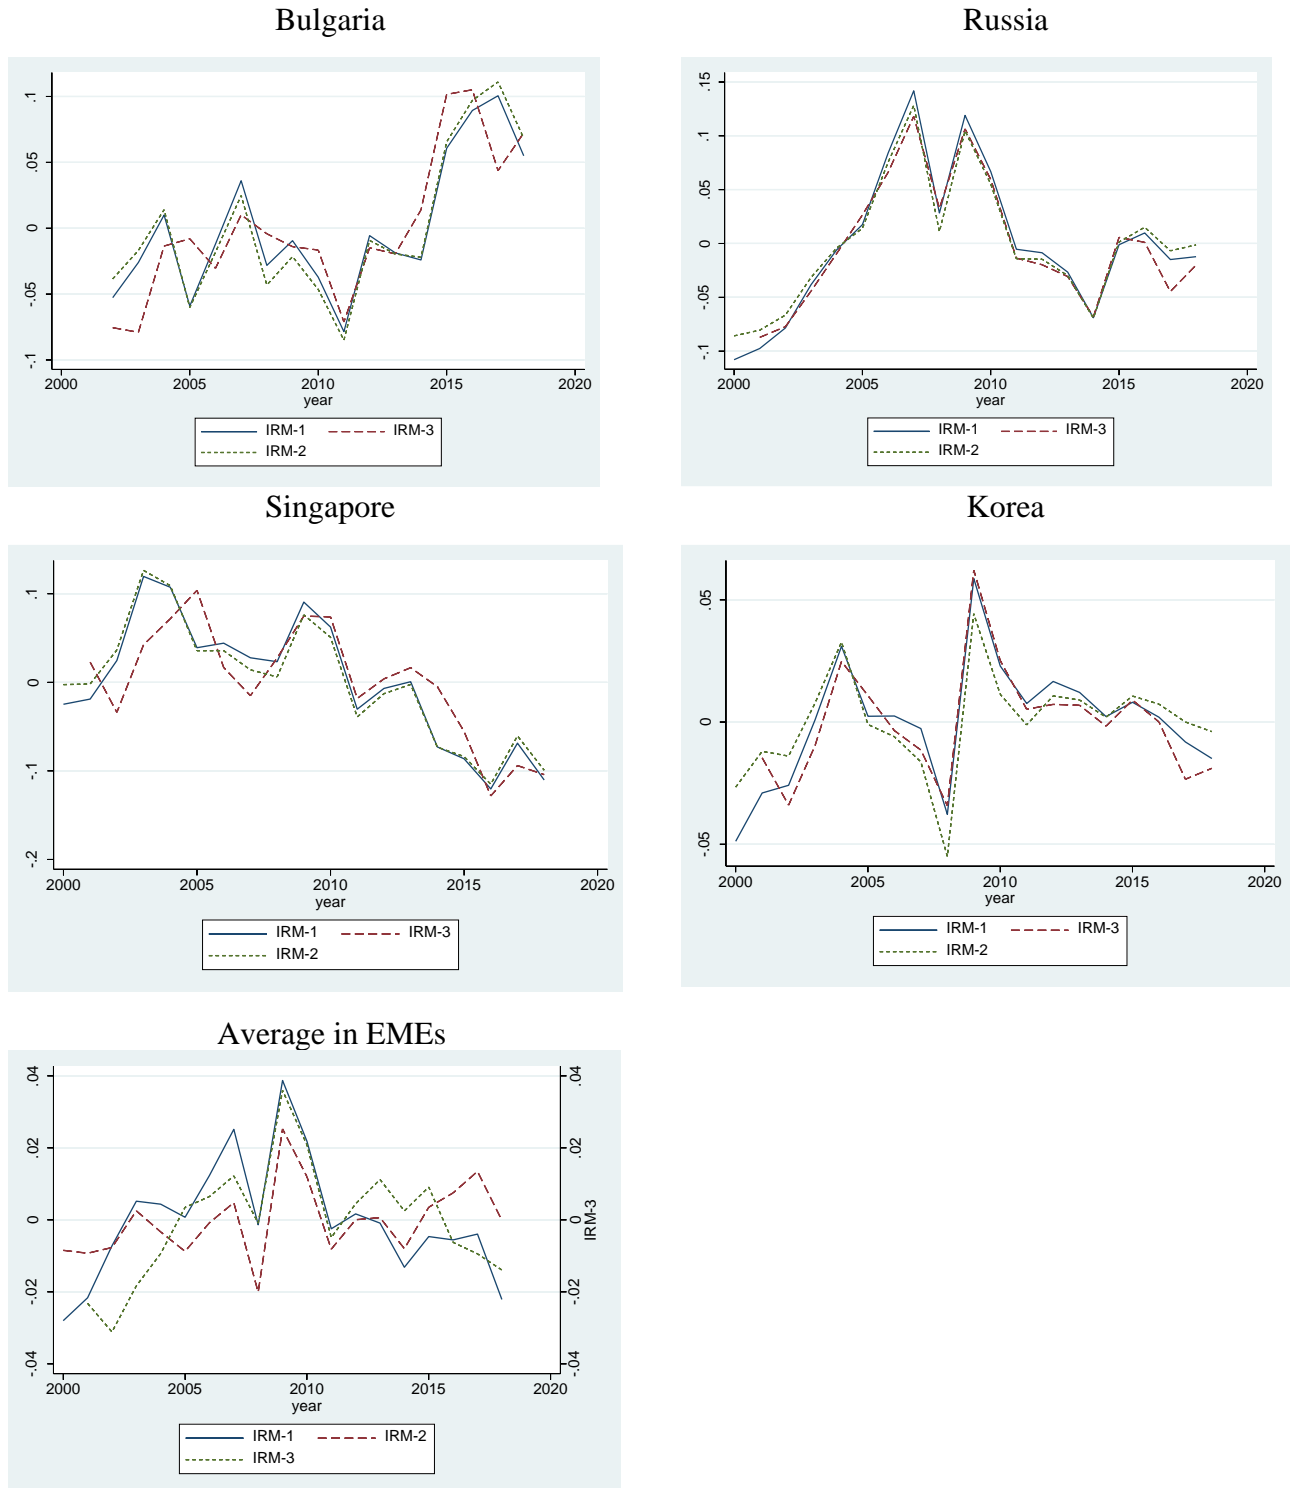 Bulgaria
.1
.05
0
-.05
-.1
2000 2005 2010 2015 2020
year
IRM-1 IRM-3
IRM-2
Russia
.15
.1
.05
0
-.05
-.1
2000 2005 2010 2015 2020
year
IRM-1 IRM-3
IRM-2
Singapore
.1
0
-.1
-.2
2000 2005 2010 2015 2020
year
IRM-1 IRM-3
IRM-2
Korea
.05
0
-.05
2000 2005 2010 2015 2020
year
IRM-1 IRM-3
IRM-2
Average in EMEs
.04
.02
0
-.02
-.04
.04
.02
0
-.02
-.04
IRM-3
2000 2005 2010 2015 2020
year
IRM-1 IRM-2
IRM-3